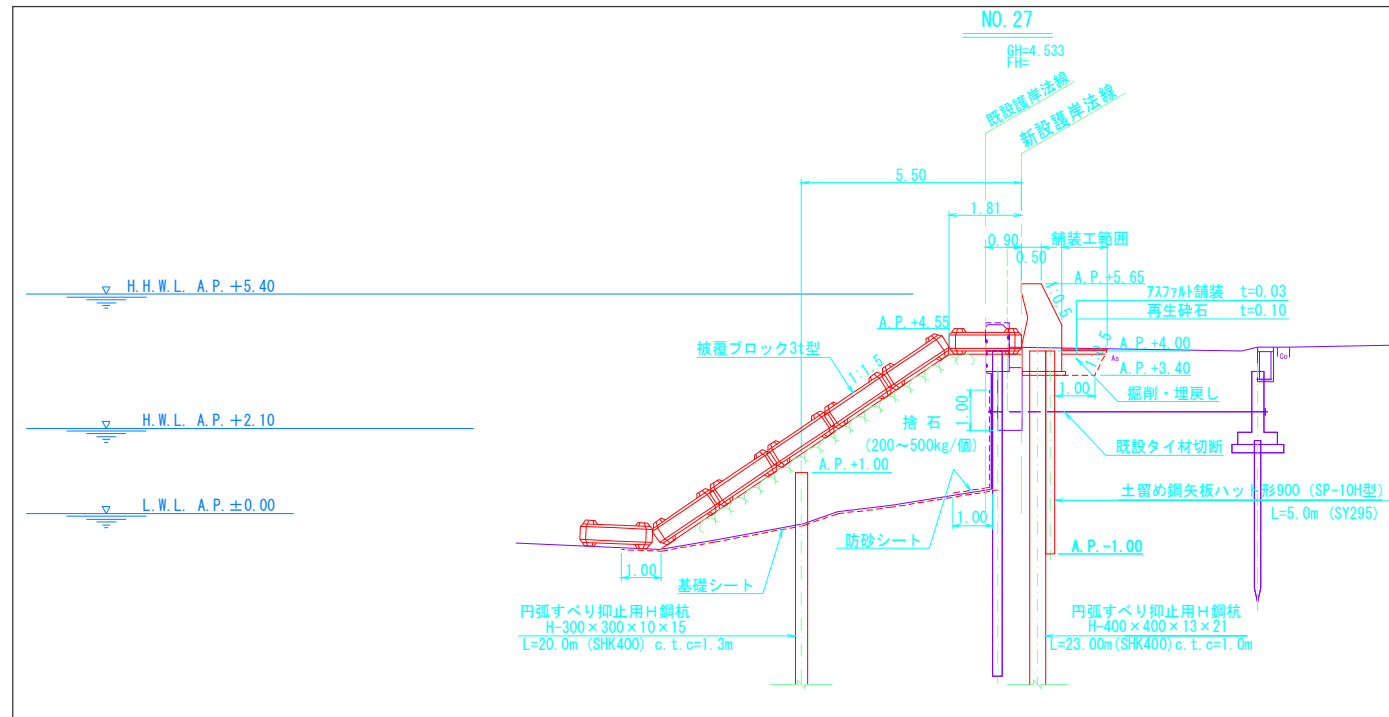 NO.27
GH=4.533
FH=
既設護岸法線
新設護岸法線
5.50
1.81
0.90
舗装工範囲
0.50
H.H.W.L. A.P.+5.40
A.P.+5.65
1:0.5
アスファルト舗装 t=0.03
再生砕石 t=0.10
A.P.+4.55
被覆ブロック3t型
1:1.5
1:0.5
A.P.+4.00
As
Co
A.P.+3.40
1.00
掘削・埋戻し
1.00
捨石
(200～500kg/個)
H.W.L. A.P.+2.10
既設タイ材切断
A.P.+1.00
土留め鋼矢板ハット形900 (SP-10H型)
L=5.0m (SY295)
L.W.L. A.P.±0.00
1.00
防砂シート
A.P.-1.00
1.00
基礎シート
円弧すべり抑止用H鋼杭
H-300×300×10×15
L=20.0m (SHK400) c.t.c=1.3m
円弧すべり抑止用H鋼杭
H-400×400×13×21
L=23.00m(SHK400)c.t.c=1.0m